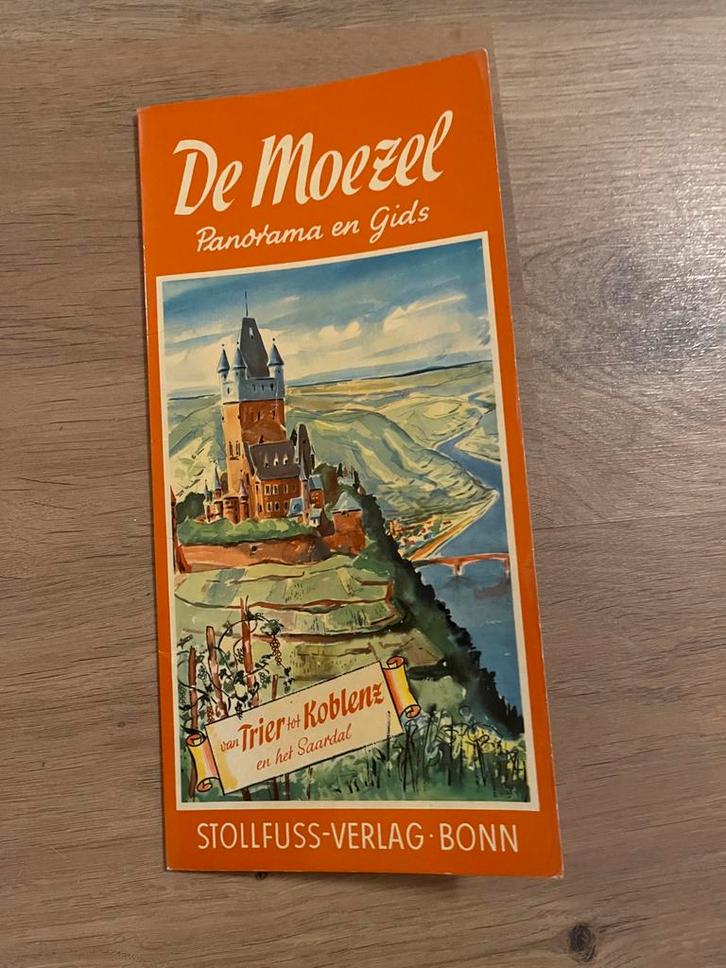 De Moezel
Panorama en Gids
van Trier tot Koblenz
en het Saardal
STOLLFUSS-VERLAG · BONN